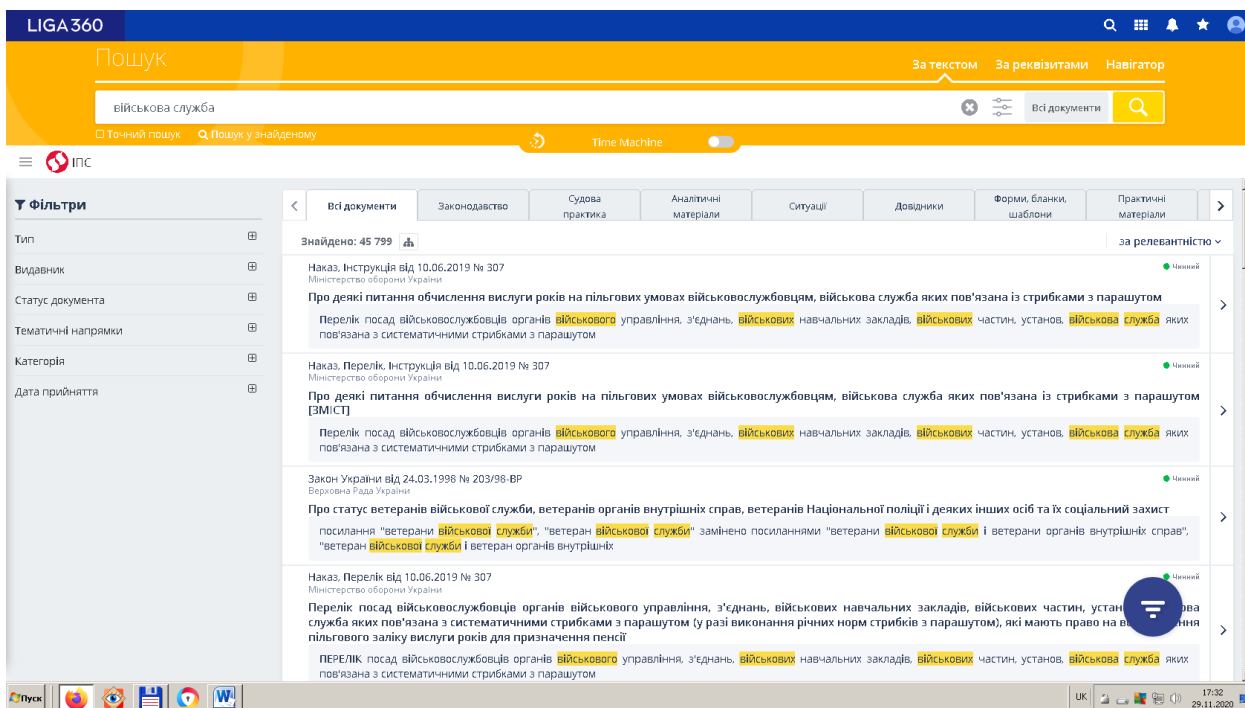 LIGA360
Пошук
За текстом За реквізитами Навігатор
військова служба
Всі документи
Точний пошук Пошук у знайденому
Time Machine
ІПС
Фільтри
Тип
Видавник
Статус документа
Тематичні напрямки
Категорія
Дата прийняття
Всі документи Законодавство Судова практика Аналітичні матеріали Ситуації Довідники Форми, бланки, шаблони Практичні матеріали
Знайдено: 45 799
за релевантністю
Наказ, Інструкція від 10.06.2019 № 307
Чинний
Міністерство оборони України
Про деякі питання обчислення вислуги років на пільгових умовах військовослужбовцям, військова служба яких пов'язана із стрибками з парашутом
Перелік посад військовослужбовців органів військового управління, з'єднань, військових навчальних закладів, військових частин, установ, військова служба яких
пов'язана з систематичними стрибками з парашутом
Наказ, Перелік, Інструкція від 10.06.2019 № 307
Чинний
Міністерство оборони України
Про деякі питання обчислення вислуги років на пільгових умовах військовослужбовцям, військова служба яких пов'язана із стрибками з парашутом
[ЗМІСТ]
Перелік посад військовослужбовців органів військового управління, з'єднань, військових навчальних закладів, військових частин, установ, військова служба яких
пов'язана з систематичними стрибками з парашутом
Закон України від 24.03.1998 № 203/98-ВР
Чинний
Верховна Рада України
Про статус ветеранів військової служби, ветеранів органів внутрішніх справ, ветеранів Національної поліції і деяких інших осіб та їх соціальний захист
посилання "ветерани військової служби", "ветеран військової служби" замінено посиланнями "ветерани військової служби і ветерани органів внутрішніх справ",
"ветеран військової служби і ветеран органів внутрішніх
Наказ, Перелік від 10.06.2019 № 307
Чинний
Міністерство оборони України
Перелік посад військовослужбовців органів військового управління, з'єднань, військових навчальних закладів, військових частин,
служба яких пов'язана з систематичними стрибками з парашутом (у разі виконання річних норм стрибків з парашутом), які мають право на
пільгового заліку вислуги років для призначення пенсії
ПЕРЕЛІК посад військовослужбовців органів військового управління, з'єднань, військових навчальних закладів, військових частин, установ, військова служба яких
пов'язана з систематичними стрибками з парашутом
Пуск
UK
17:32
29.11.2020